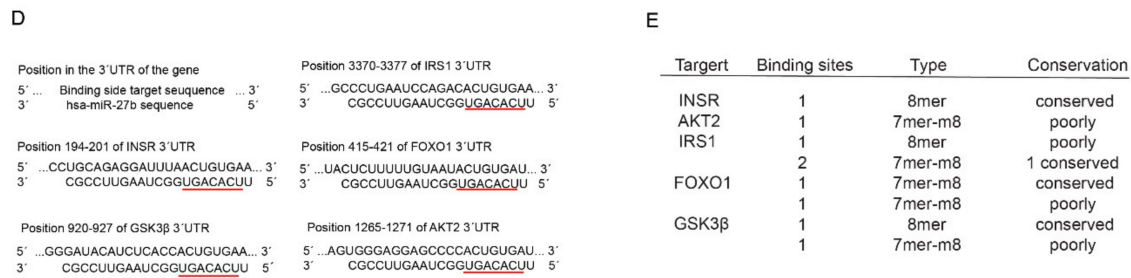 D
Position in the 3´UTR of the gene
5´ ... Binding side target seuquence ... 3´
3´ hsa-miR-27b sequence 5´
Position 3370-3377 of IRS1 3´UTR
5´ ...GCCCUGAAUCCAGACACUGUGAA... 3´
3´ CGCCUUGAAUCGGUGACACUU 5´
Position 194-201 of INSR 3´UTR
5´ ...CCUGCAGAGGAUUUAACUGUGAA... 3´
3´ CGCCUUGAAUCGGUGACACUU 5´
Position 415-421 of FOXO1 3´UTR
5´ ...UACUCUUUUUGUAAUACUGUGAU... 3´
3´ CGCCUUGAAUCGGUGACACUU 5´
Position 920-927 of GSK3β 3´UTR
5´ ...GGGAUACAUCUCACCACUGUGAA... 3´
3´ CGCCUUGAAUCGGUGACACUU 5´
Position 1265-1271 of AKT2 3´UTR
5´ ...AGUGGGAGGAGCCCCACUGUGAU... 3´
3´ CGCCUUGAAUCGGUGACACUU 5´
E
Targert Binding sites Type Conservation
INSR 1 8mer conserved
AKT2 1 7mer-m8 poorly
IRS1 1 8mer poorly
2 7mer-m8 1 conserved
FOXO1 1 7mer-m8 conserved
1 7mer-m8 poorly
GSK3β 1 8mer conserved
1 7mer-m8 poorly